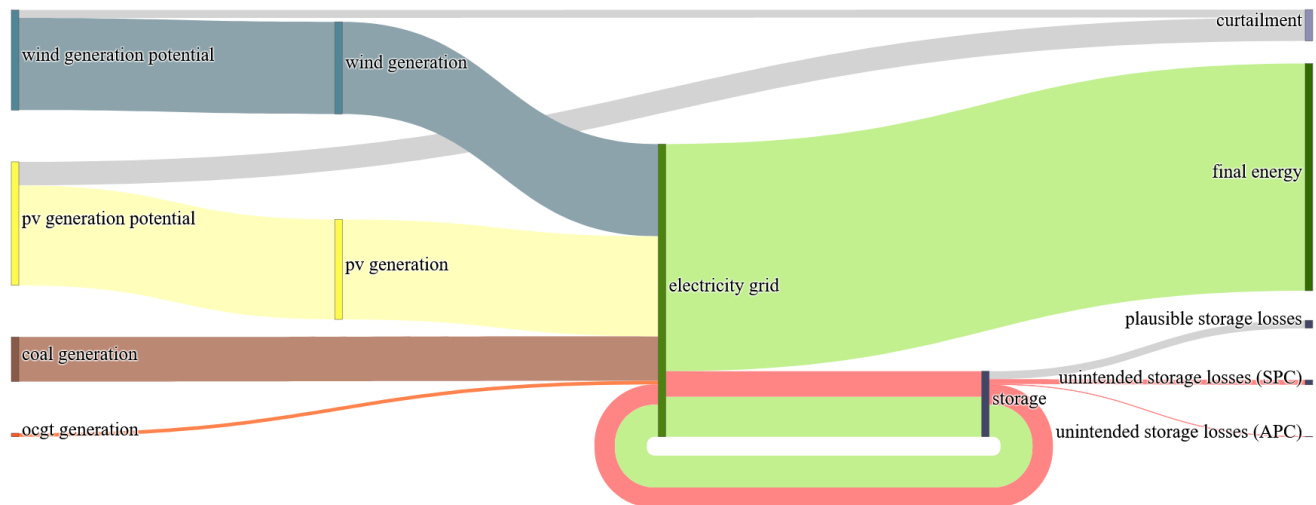 curtailment
wind generation potential
wind generation
final energy
pv generation potential
pv generation
electricity grid
plausible storage losses
coal generation
unintended storage losses (SPC)
storage
ocgt generation
unintended storage losses (APC)